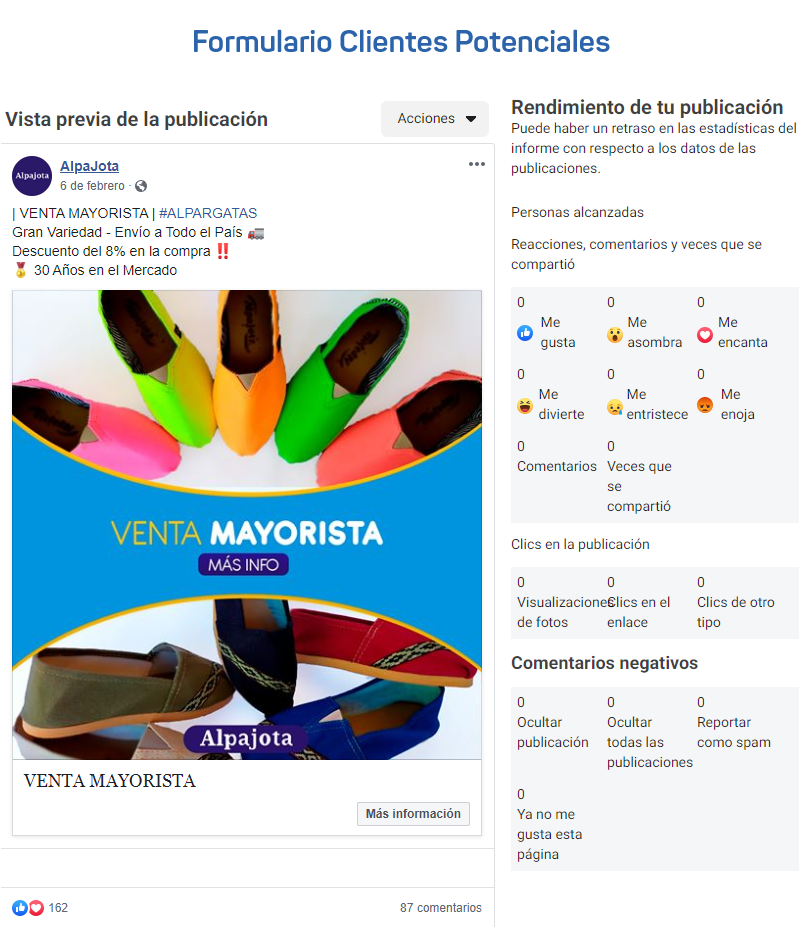 Formulario Clientes Potenciales
Vista previa de la publicación
Acciones
Alpajota
AlpaJota
6 de febrero ·
| VENTA MAYORISTA | #ALPARGATAS
Gran Variedad - Envío a Todo el País
Descuento del 8% en la compra ‼️
30 Años en el Mercado
VENTA MAYORISTA
MÁS INFO
Alpajota
VENTA MAYORISTA
Más información
162
87 comentarios
Rendimiento de tu publicación
Puede haber un retraso en las estadísticas del
informe con respecto a los datos de las
publicaciones.
Personas alcanzadas
Reacciones, comentarios y veces que se
compartió
0
Me
gusta
0
Me
asombra
0
Me
encanta
0
Me
divierte
0
Me
entristece
0
Me
enoja
0
Comentarios
0
Veces que
se
compartió
Clics en la publicación
0
Visualizaciones
de fotos
0
Clics en el
enlace
0
Clics de otro
tipo
Comentarios negativos
0
Ocultar
publicación
0
Ocultar
todas las
publicaciones
0
Reportar
como spam
0
Ya no me
gusta esta
página